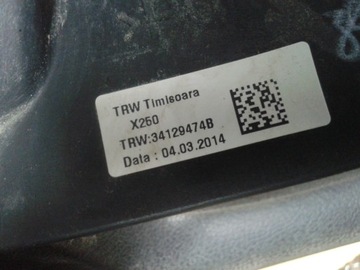 TRW Timisoara
X250
TRW:34129474B
Data : 04.03.2014